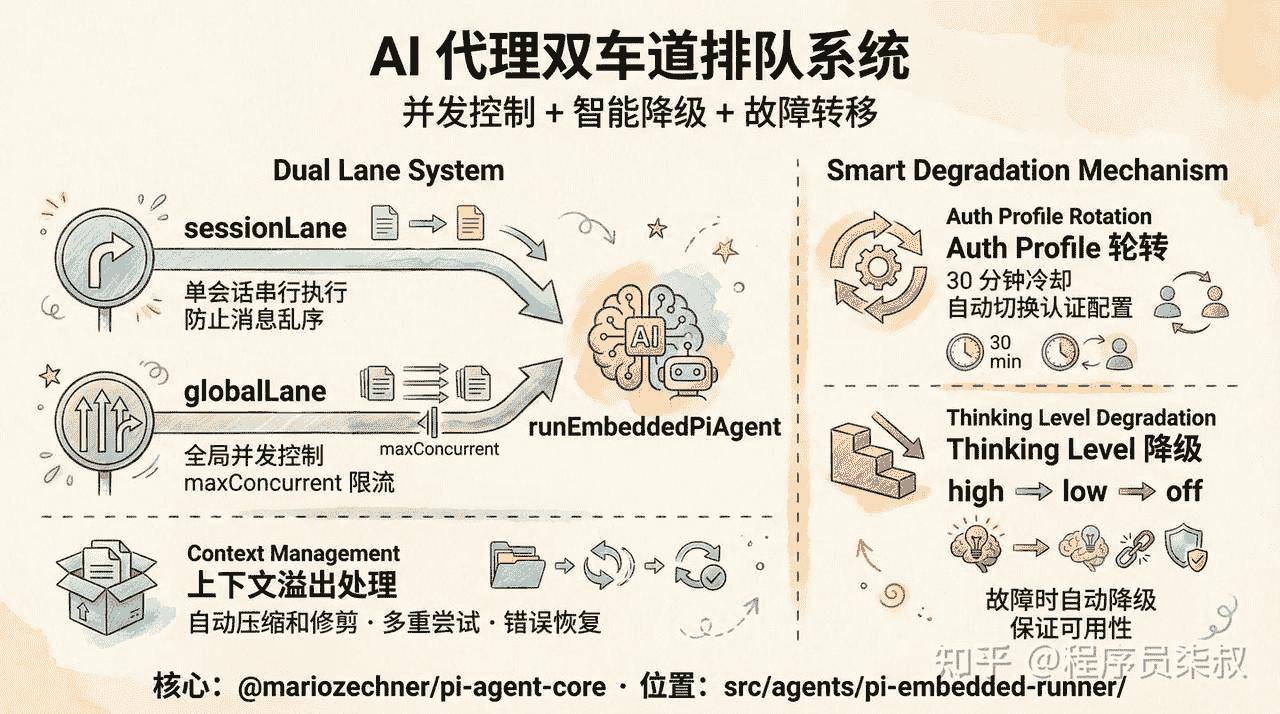 AI 代理双车道排队系统
并发控制 + 智能降级 + 故障转移
Dual Lane System
sessionLane
单会话串行执行
防止消息乱序
globalLane
maxConcurrent
全局并发控制
maxConcurrent 限流
AI
runEmbeddedPiAgent
Context Management
上下文溢出处理
自动压缩和修剪 · 多重尝试 · 错误恢复
Smart Degradation Mechanism
Auth Profile Rotation
Auth Profile 轮转
30 分钟冷却
自动切换认证配置
30
min
Thinking Level Degradation
Thinking Level 降级
high → low → off
故障时自动降级
保证可用性
知乎 @程序员柒叔
核心：@mariozechner/pi-agent-core · 位置：src/agents/pi-embedded-runner/